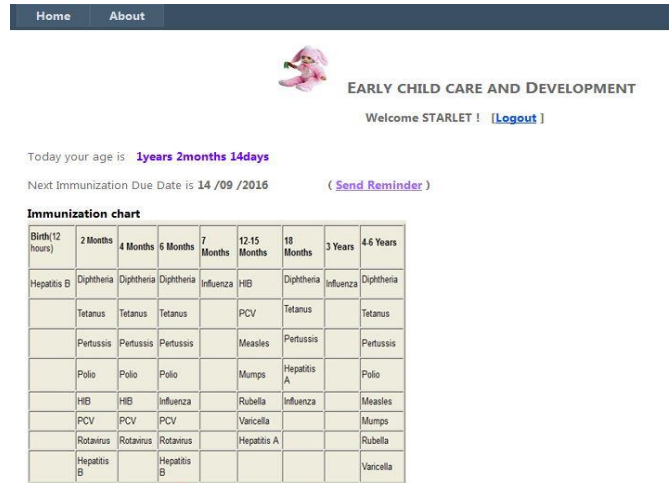 Home About
EARLY CHILD CARE AND DEVELOPMENT
Welcome STARLET ! [Logout ]
Today your age is 1years 2months 14days
Next Immunization Due Date is 14 /09 /2016 ( Send Reminder )
Immunization chart
Birth(12 hours) 2 Months 4 Months 6 Months 7 Months 12-15 Months 18 Months 3 Years 4-6 Years
Hepatitis B Diphtheria Diphtheria Diphtheria Influenza HIB Diphtheria Influenza Diphtheria
Tetanus Tetanus Tetanus PCV Tetanus Tetanus
Pertussis Pertussis Pertussis Measles Pertussis Pertussis
Polio Polio Polio Mumps Hepatitis A Polio
HIB HIB Influenza Rubella Influenza Measles
PCV PCV PCV Varicella Mumps
Rotavirus Rotavirus Rotavirus Hepatitis A Rubella
Hepatitis B Hepatitis B Varicella